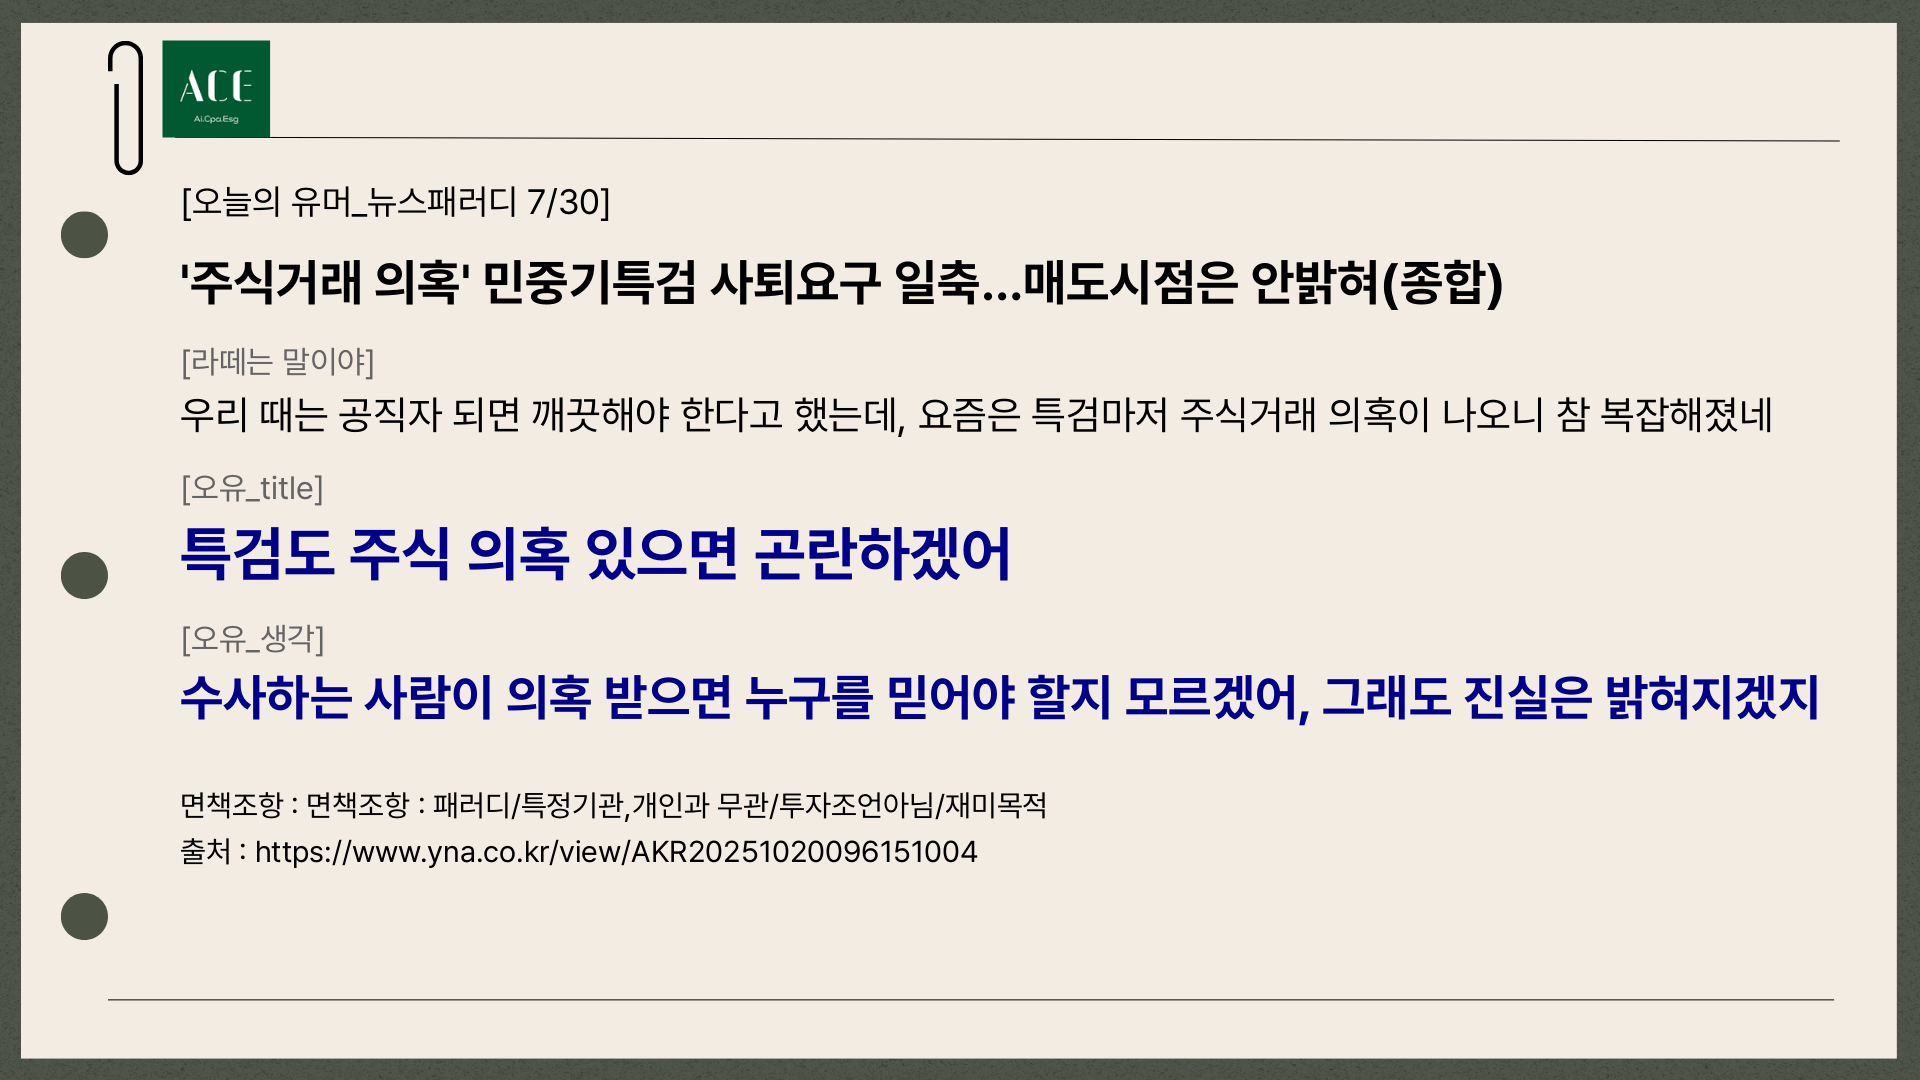 ACE
Ai.Cpa.Esg
[오늘의 유머_뉴스패러디 7/30]
'주식거래 의혹' 민중기특검 사퇴요구 일축...매도시점은 안밝혀(종합)
[라떼는 말이야]
우리 때는 공직자 되면 깨끗해야 한다고 했는데, 요즘은 특검마저 주식거래 의혹이 나오니 참 복잡해졌네
[오유_title]
특검도 주식 의혹 있으면 곤란하겠어
[오유_생각]
수사하는 사람이 의혹 받으면 누구를 믿어야 할지 모르겠어, 그래도 진실은 밝혀지겠지
면책조항 : 면책조항 : 패러디/특정기관,개인과 무관/투자조언아님/재미목적
출처 : https://www.yna.co.kr/view/AKR20251020096151004